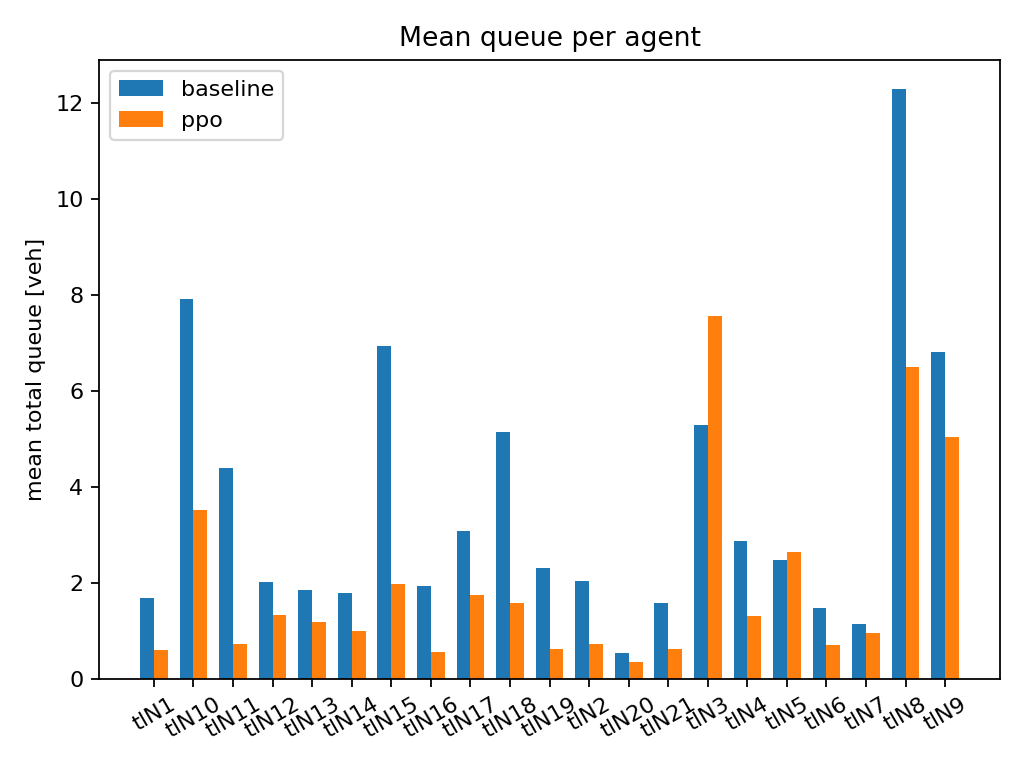 Mean queue per agent
baseline
ppo
mean total queue [veh]
12
10
8
6
4
2
0
tlN1
tlN10
tlN11
tlN12
tlN13
tlN14
tlN15
tlN16
tlN17
tlN18
tlN19
tlN2
tlN20
tlN21
tlN3
tlN4
tlN5
tlN6
tlN7
tlN8
tlN9